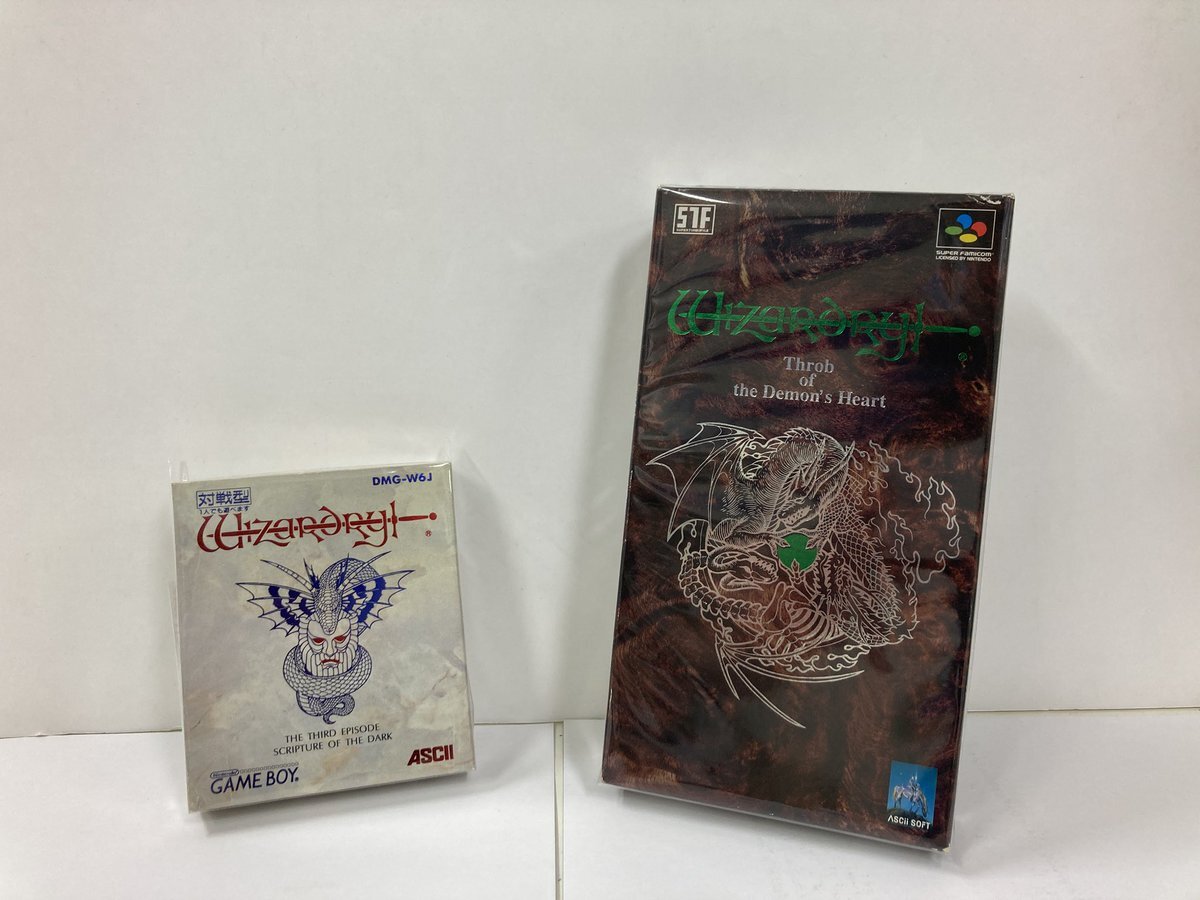 DMG-W6J
対戦型
1人でも遊べます
Wizardry
®
THE THIRD EPISODE
SCRIPTURE OF THE DARK
ASCII
Nintendo
GAME BOY
STF
SUPER FAMICOM
LICENSED BY NINTENDO
Wizardry
®
Throb
of
the Demon's Heart
ASCII SOFT